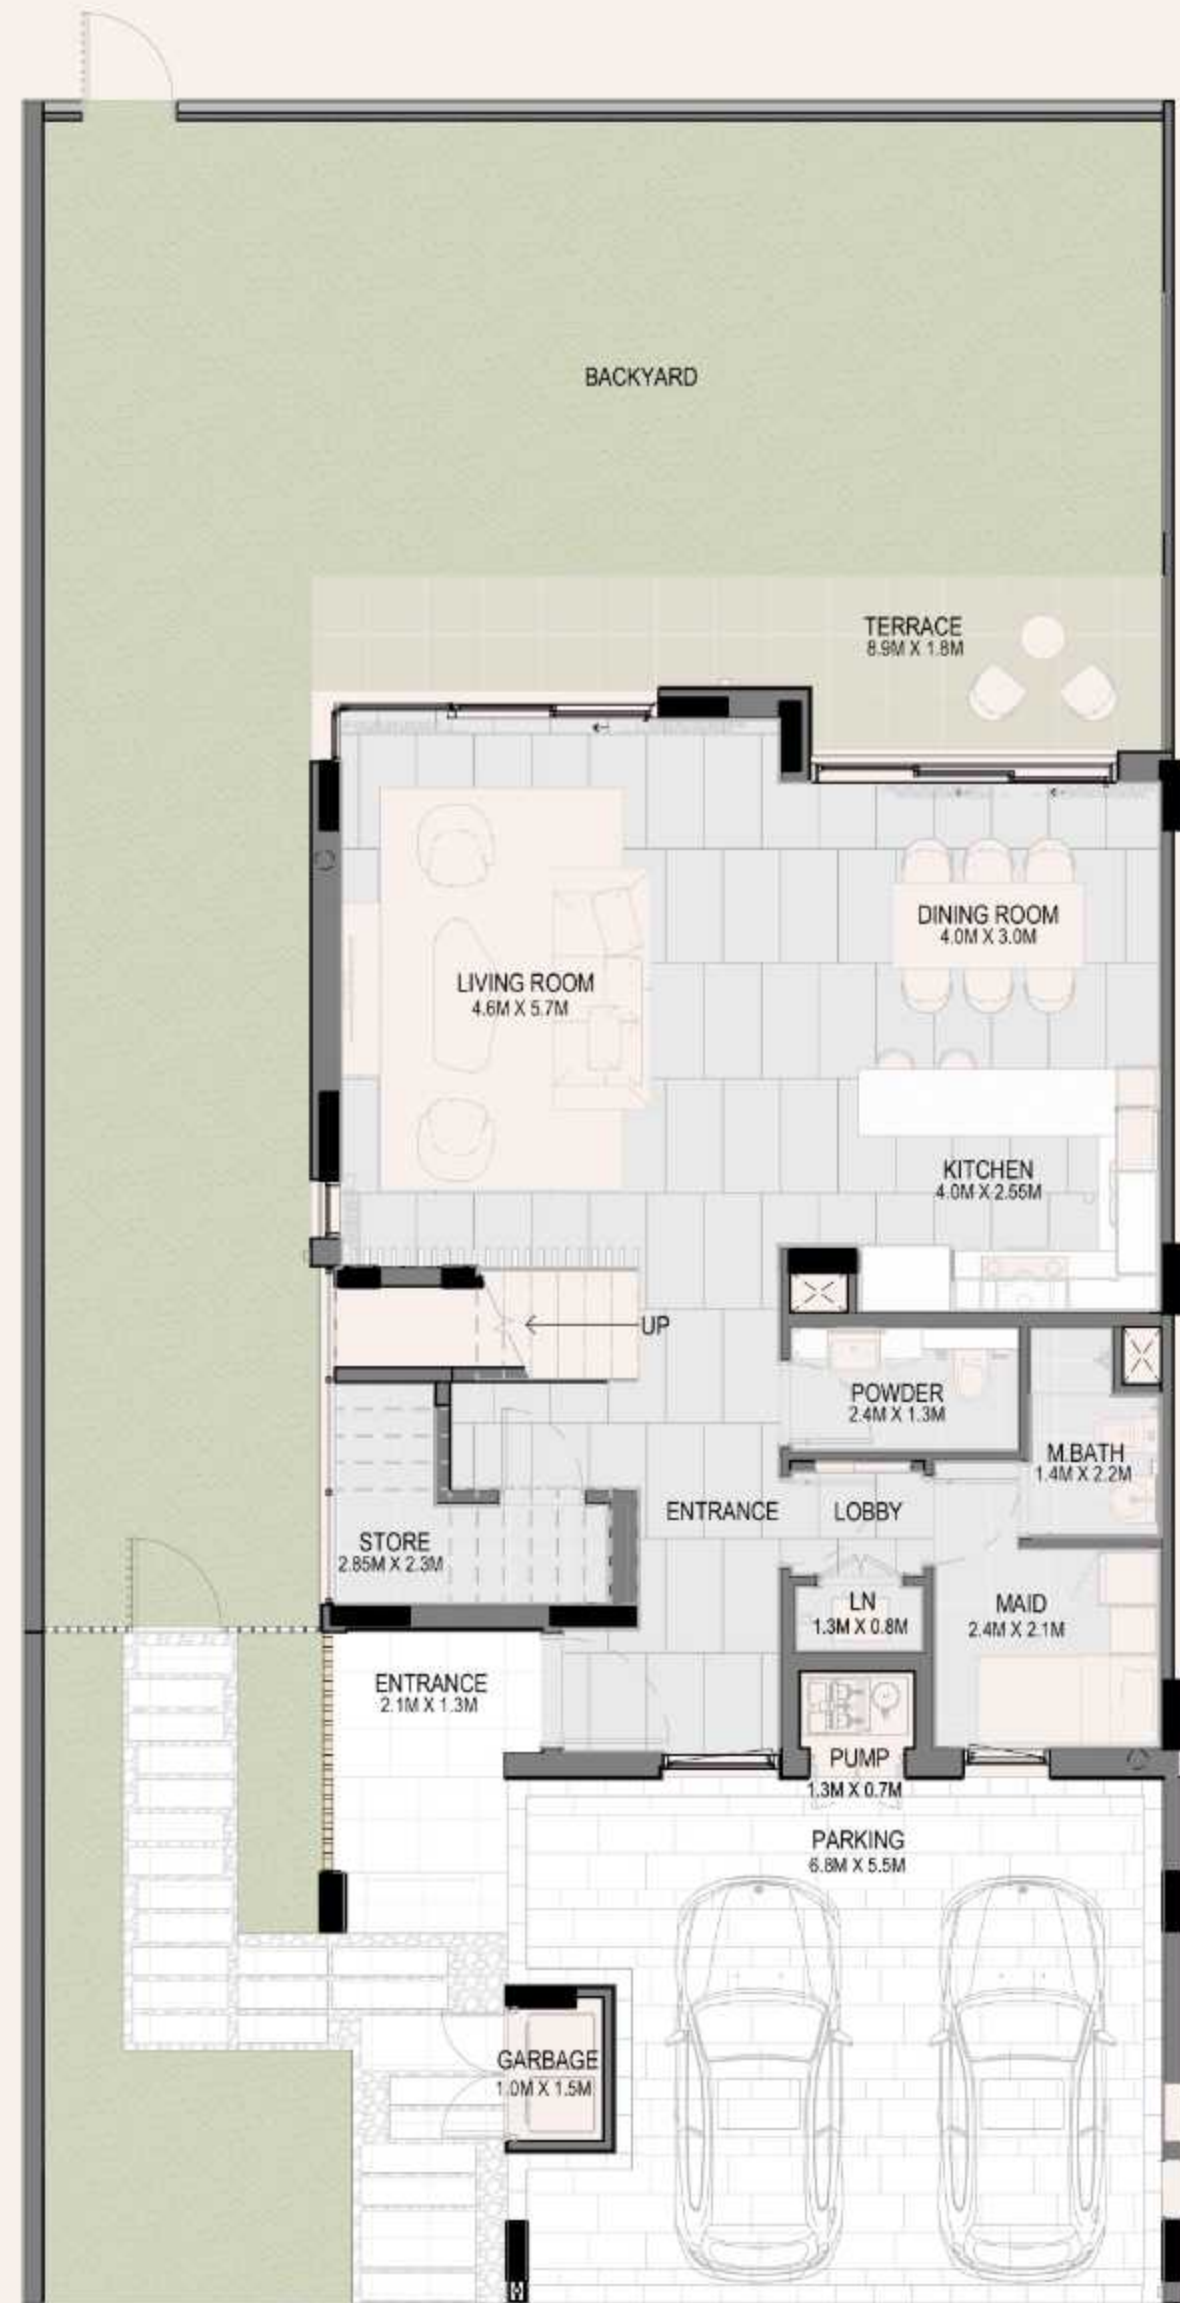 BACKYARD
TERRACE
8.9M X 1.8M
DINING ROOM
4.0M X 3.0M
LIVING ROOM
4.6M X 5.7M
KITCHEN
4.0M X 2.55M
UP
POWDER
2.4M X 1.3M
M.BATH
1.4M X 2.2M
ENTRANCE
LOBBY
STORE
2.85M X 2.3M
LN
1.3M X 0.8M
MAID
2.4M X 2.1M
ENTRANCE
2.1M X 1.3M
PUMP
1.3M X 0.7M
PARKING
6.8M X 5.5M
GARBAGE
1.0M X 1.5M